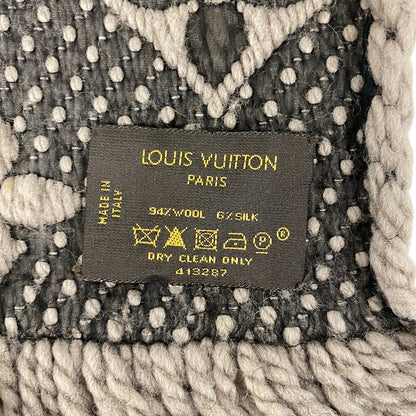 LOUIS VUITTON
PARIS
MADE IN
ITALY
94% WOOL 6% SILK
P ®
DRY CLEAN ONLY
413287